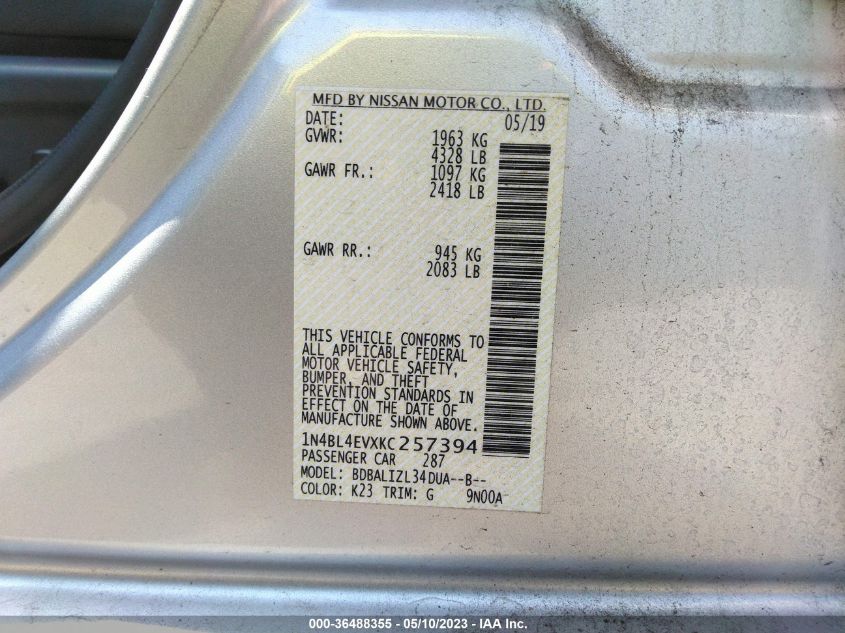 MFD BY NISSAN MOTOR CO., LTD.
DATE: 05/19
GVWR: 1963 KG
4328 LB
GAWR FR.: 1097 KG
2418 LB
GAWR RR.: 945 KG
2083 LB
THIS VEHICLE CONFORMS TO
ALL APPLICABLE FEDERAL
MOTOR VEHICLE SAFETY,
BUMPER, AND THEFT
PREVENTION STANDARDS IN
EFFECT ON THE DATE OF
MANUFACTURE SHOWN ABOVE.
1N4BL4EVXKC257394
PASSENGER CAR 287
MODEL: BDBALIZL34DUA--B--
COLOR: K23 TRIM: G 9N00A
000-36488355 — 05/10/2023 — IAA Inc.